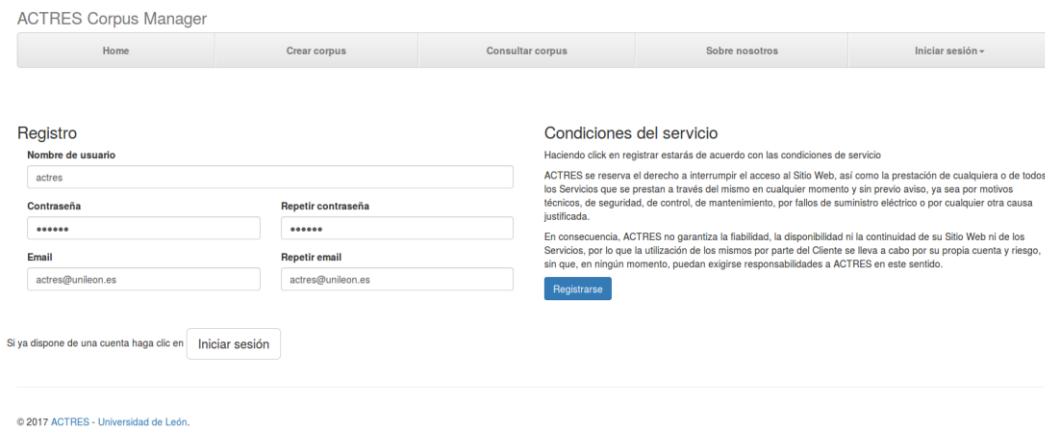 ACTRES Corpus Manager
Home Crear corpus Consultar corpus Sobre nosotros Iniciar sesión
Registro
Nombre de usuario
actres
Contraseña Repetir contraseña
•••••• ••••••
Email Repetir email
actres@unileon.es actres@unileon.es
Condiciones del servicio
Haciendo click en registrar estarás de acuerdo con las condiciones de servicio
ACTRES se reserva el derecho a interrumpir el acceso al Sitio Web, así como la prestación de cualquiera o de todos
los Servicios que se prestan a través del mismo en cualquier momento y sin previo aviso, ya sea por motivos
técnicos, de seguridad, de control, de mantenimiento, por fallos de suministro eléctrico o por cualquier otra causa
justificada.
En consecuencia, ACTRES no garantiza la fiabilidad, la disponibilidad ni la continuidad de su Sitio Web ni de los
Servicios, por lo que la utilización de los mismos por parte del Cliente se lleva a cabo por su propia cuenta y riesgo,
sin que, en ningún momento, puedan exigirse responsabilidades a ACTRES en este sentido.
Registrarse
Si ya dispone de una cuenta haga clic en Iniciar sesión
© 2017 ACTRES - Universidad de León.